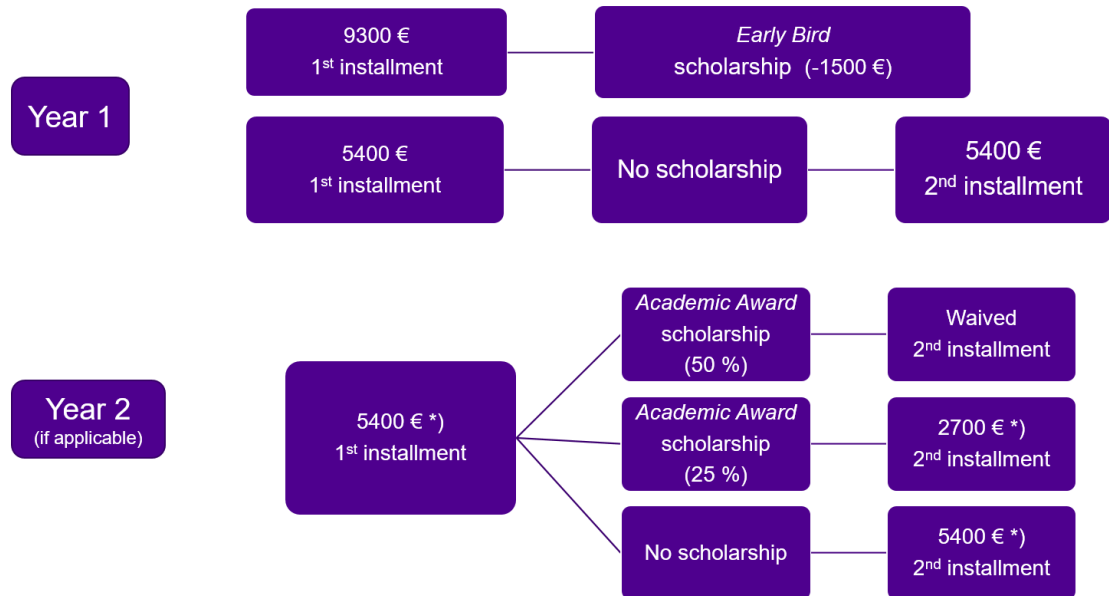 Year 1
9300 €
1st installment
Early Bird
scholarship (-1500 €)
5400 €
1st installment
No scholarship
5400 €
2nd installment
Year 2
(if applicable)
5400 € *)
1st installment
Academic Award
scholarship
(50 %)
Waived
2nd installment
Academic Award
scholarship
(25 %)
2700 € *)
2nd installment
No scholarship
5400 € *)
2nd installment